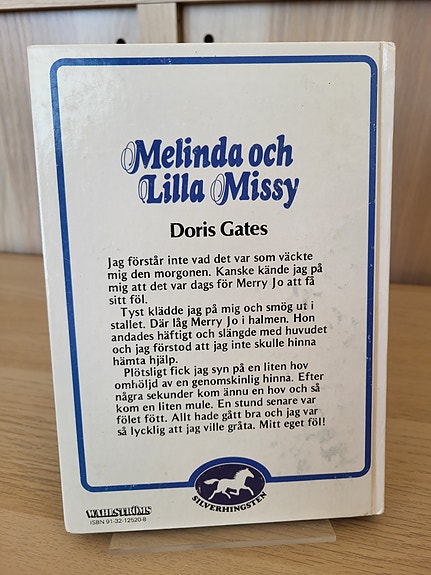 Melinda och
Lilla Missy
Doris Gates
Jag förstår inte vad det var som väckte
mig den morgonen. Kanske kände jag på
mig att det var dags för Merry Jo att få
sitt föl.
Tyst klädde jag på mig och smög ut i
stallet. Där låg Merry Jo i halmen. Hon
andades häftigt och slängde med huvudet
och jag förstod att jag inte skulle hinna
hämta hjälp.
Plötsligt fick jag syn på en liten hov
omhöljd av en genomskinlig hinna. Efter
några sekunder kom ännu en hov och så
kom en liten mule. En stund senare var
fölet fött. Allt hade gått bra och jag var
så lycklig att jag ville gråta. Mitt eget föl!
SILVERHINGSTEN
WAHLSTRÖMS
ISBN 91-32-12520-8